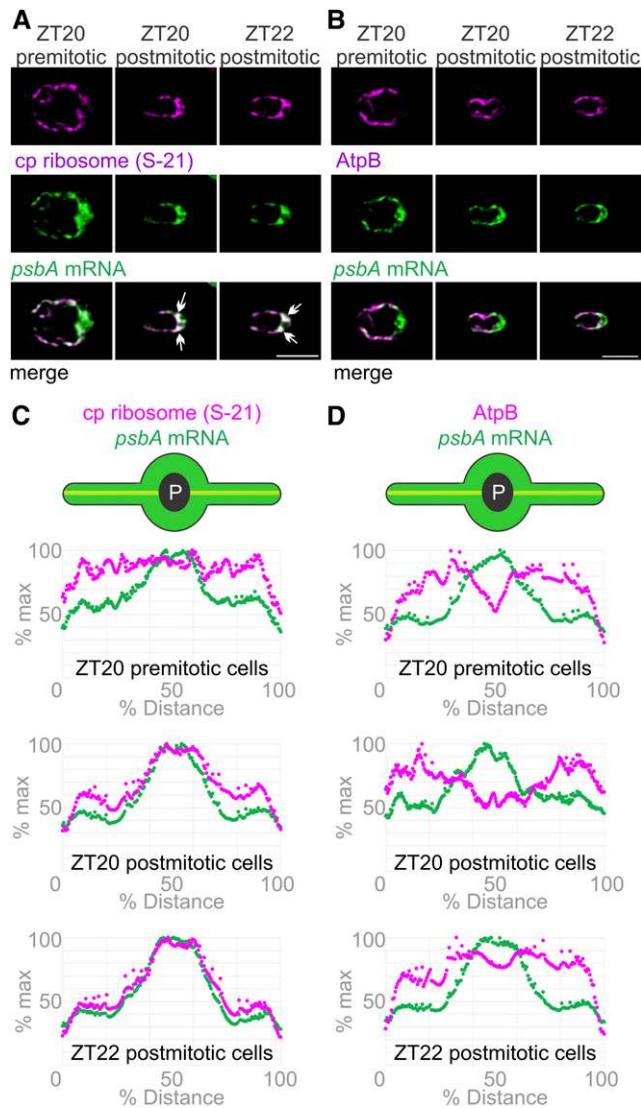 A
ZT20 premitotic
ZT20 postmitotic
ZT22 postmitotic
cp ribosome (S-21)
psbA mRNA
merge
B
ZT20 premitotic
ZT20 postmitotic
ZT22 postmitotic
AtpB
psbA mRNA
merge
C
cp ribosome (S-21)
psbA mRNA
P
100
50
% max
ZT20 premitotic cells
0 50 100
% Distance
100
50
% max
ZT20 postmitotic cells
0 50 100
% Distance
100
50
% max
ZT22 postmitotic cells
0 50 100
% Distance
D
AtpB
psbA mRNA
P
100
50
% max
ZT20 premitotic cells
0 50 100
% Distance
100
50
% max
ZT20 postmitotic cells
0 50 100
% Distance
100
50
% max
ZT22 postmitotic cells
0 50 100
% Distance